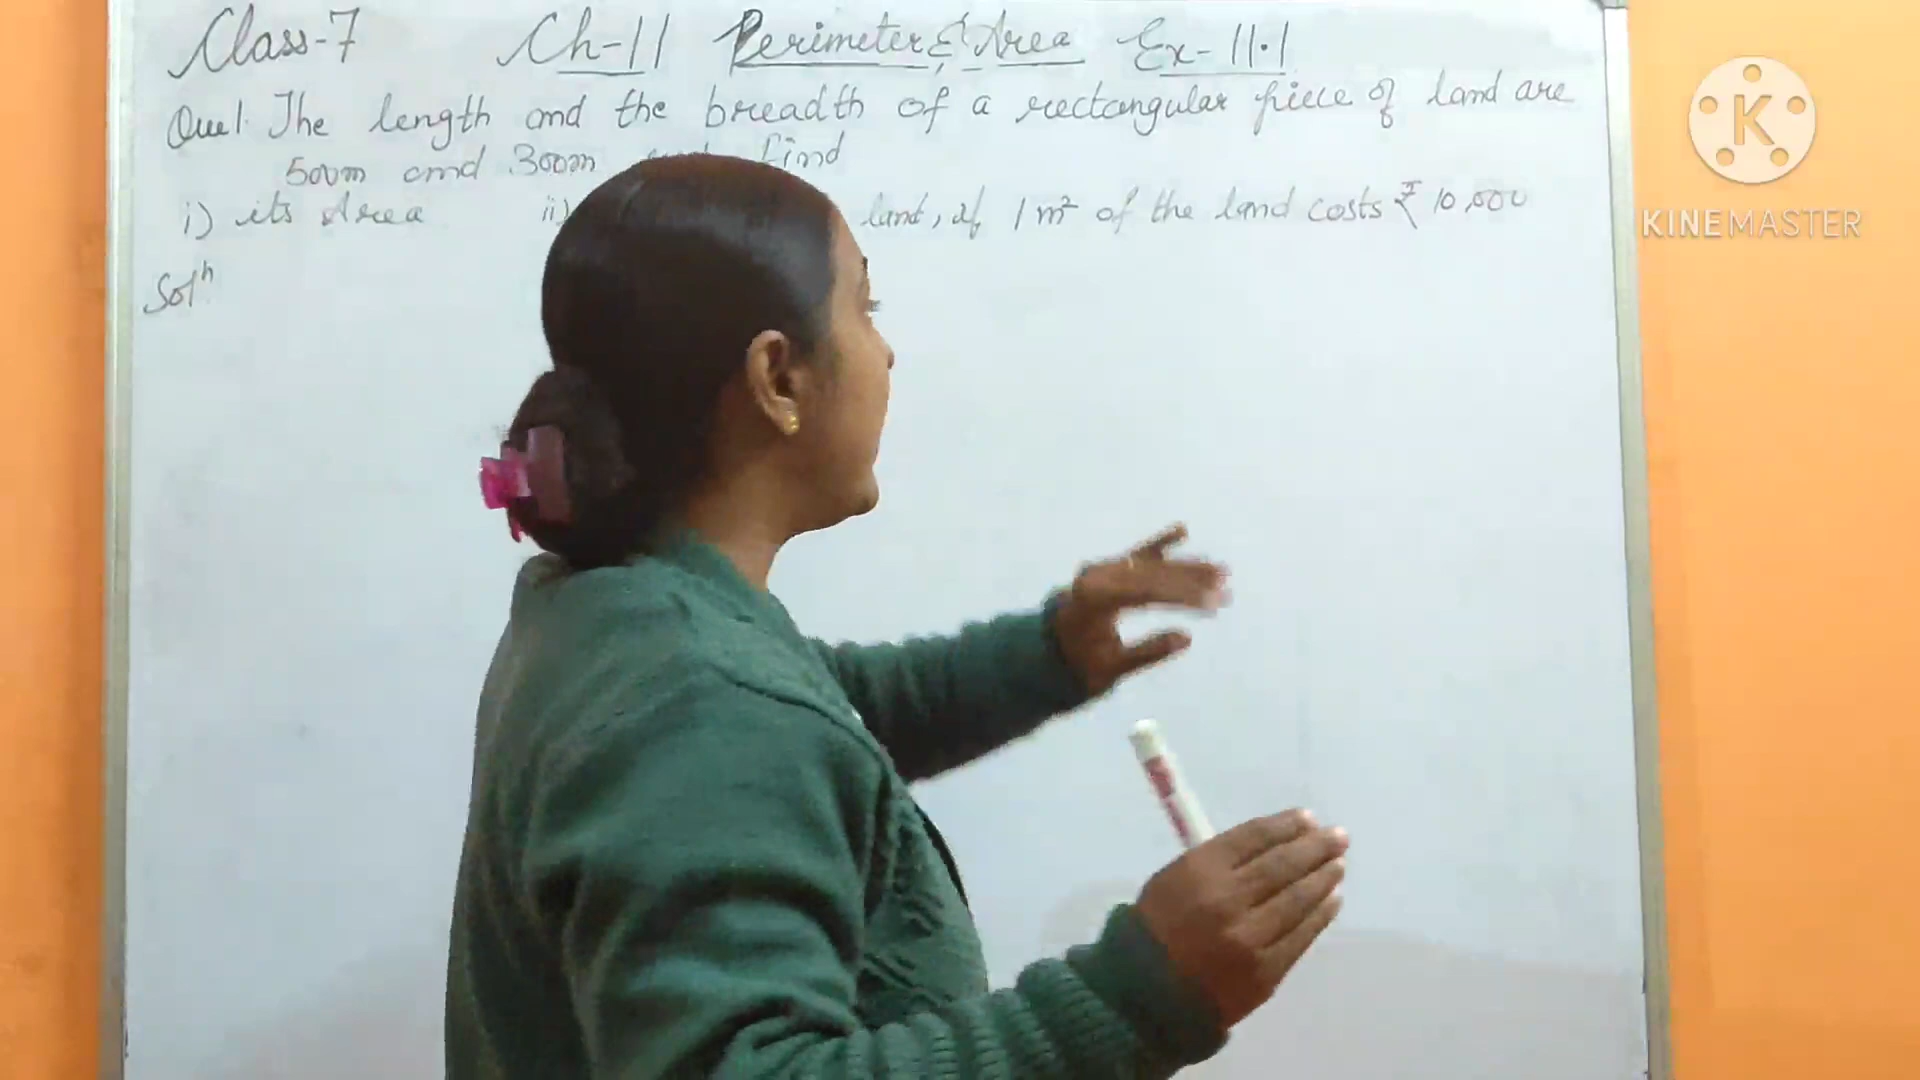 Class-7 Ch-11 Perimeter & Area Ex-11.1
Que1. The length and the breadth of a rectangular piece of land are
500m and 300m find
i) its Area ii) land, if 1 m² of the land costs ₹ 10,000
Solⁿ
K
KINEMASTER